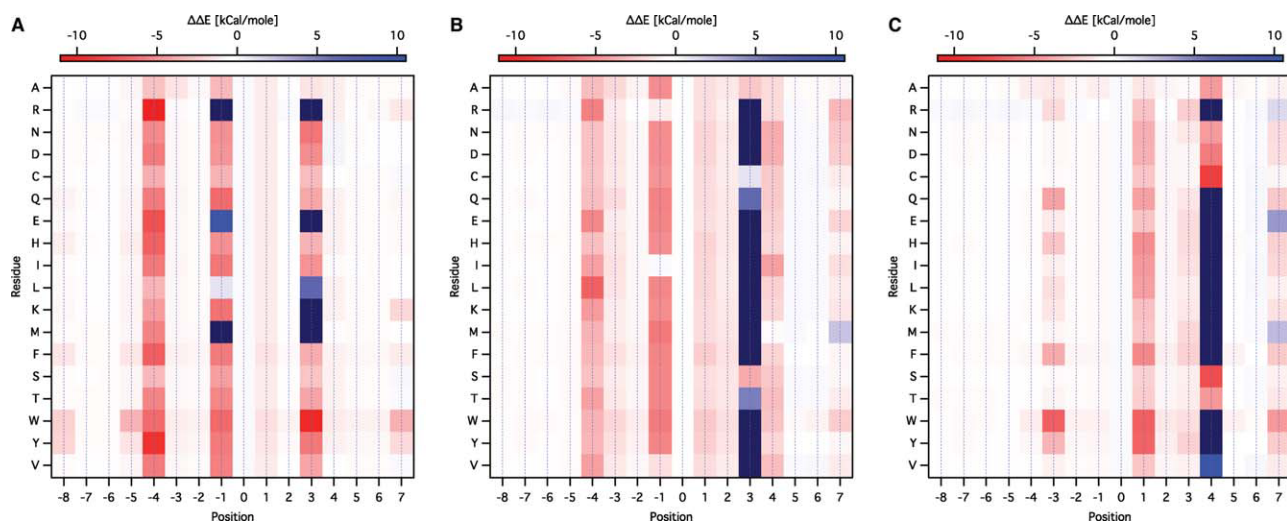 A
ΔΔE [kCal/mole]
-10 -5 0 5 10
Residue
A
R
N
D
C
Q
E
H
I
L
K
M
F
S
T
W
Y
V
-8 -7 -6 -5 -4 -3 -2 -1 0 1 2 3 4 5 6 7
Position
B
ΔΔE [kCal/mole]
-10 -5 0 5 10
Residue
A
R
N
D
C
Q
E
H
I
L
K
M
F
S
T
W
Y
V
-8 -7 -6 -5 -4 -3 -2 -1 0 1 2 3 4 5 6 7
Position
C
ΔΔE [kCal/mole]
-10 -5 0 5 10
Residue
A
R
N
D
C
Q
E
H
I
L
K
M
F
S
T
W
Y
V
-8 -7 -6 -5 -4 -3 -2 -1 0 1 2 3 4 5 6 7
Position